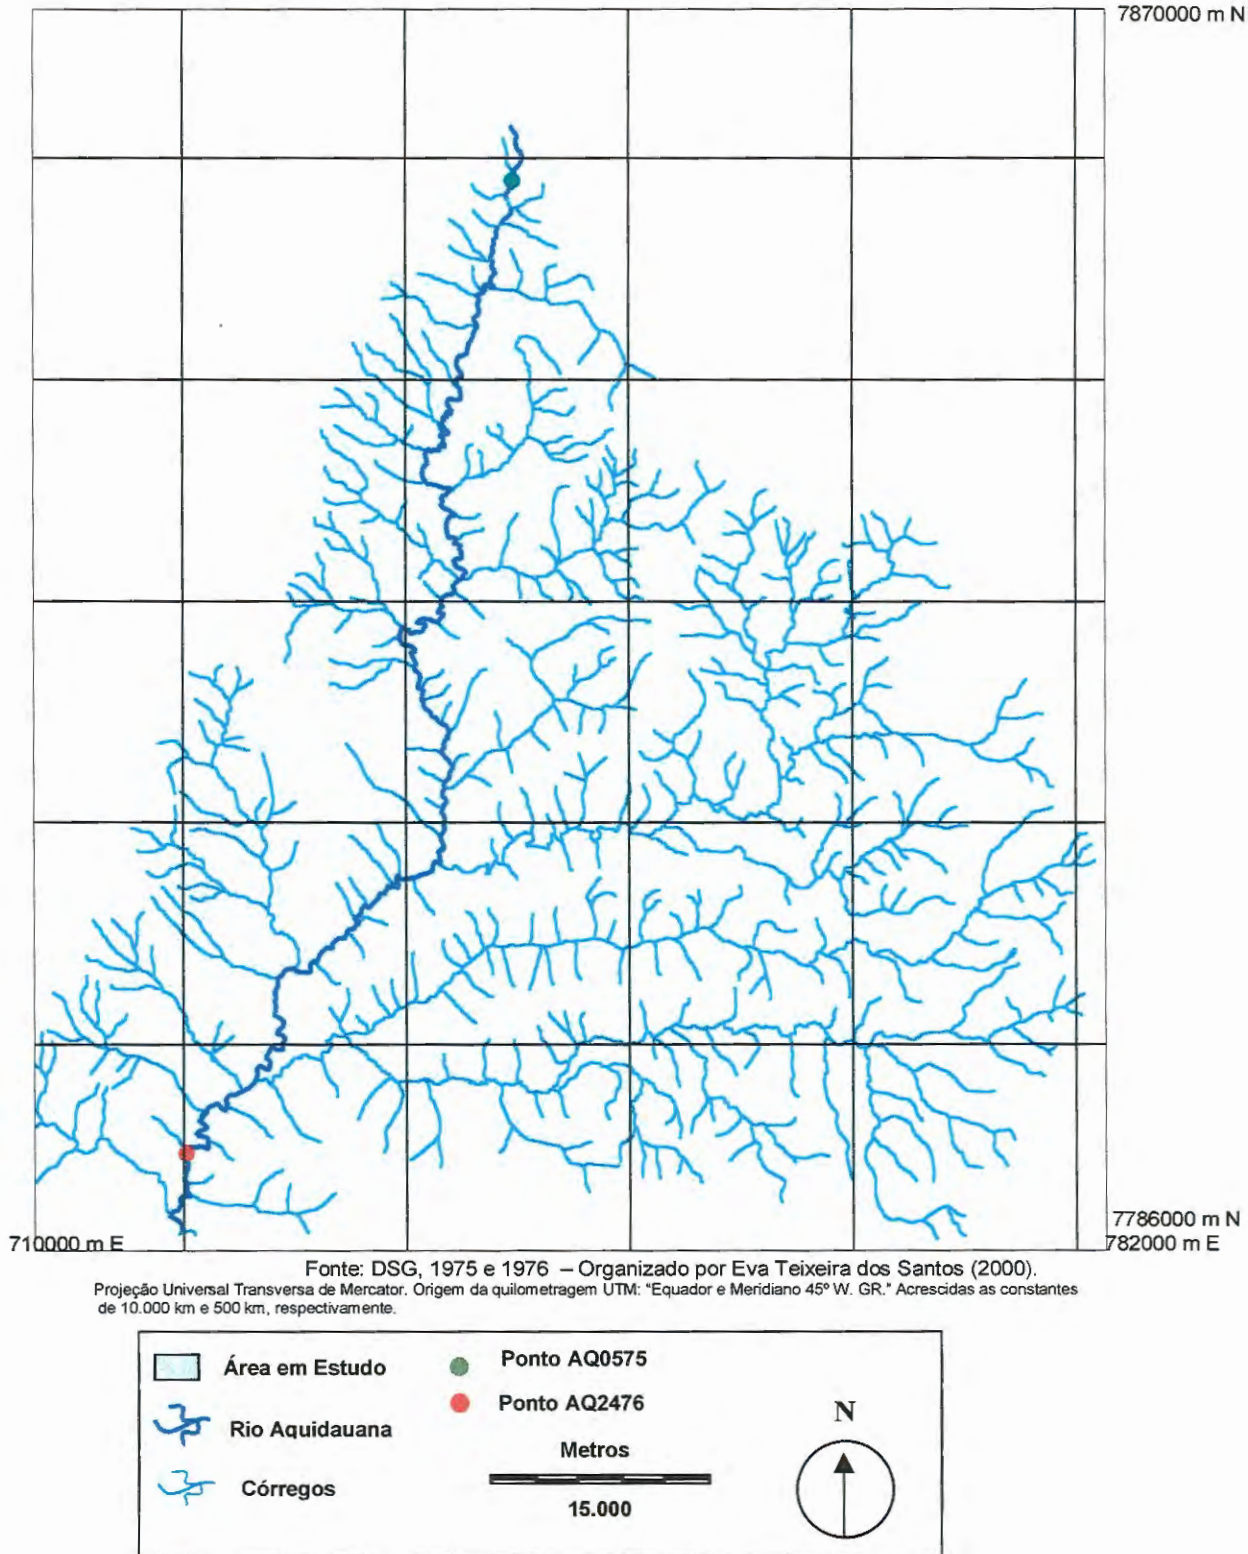 7870000 m N
7786000 m N
710000 m E
782000 m E
Fonte: DSG, 1975 e 1976 – Organizado por Eva Teixeira dos Santos (2000).
Projeção Universal Transversa de Mercator. Origem da quilometragem UTM: "Equador e Meridiano 45º W. GR." Acrescidas as constantes
de 10.000 km e 500 km, respectivamente.
Área em Estudo
Ponto AQ0575
Ponto AQ2476
N
Rio Aquidauana
Metros
Córregos
15.000